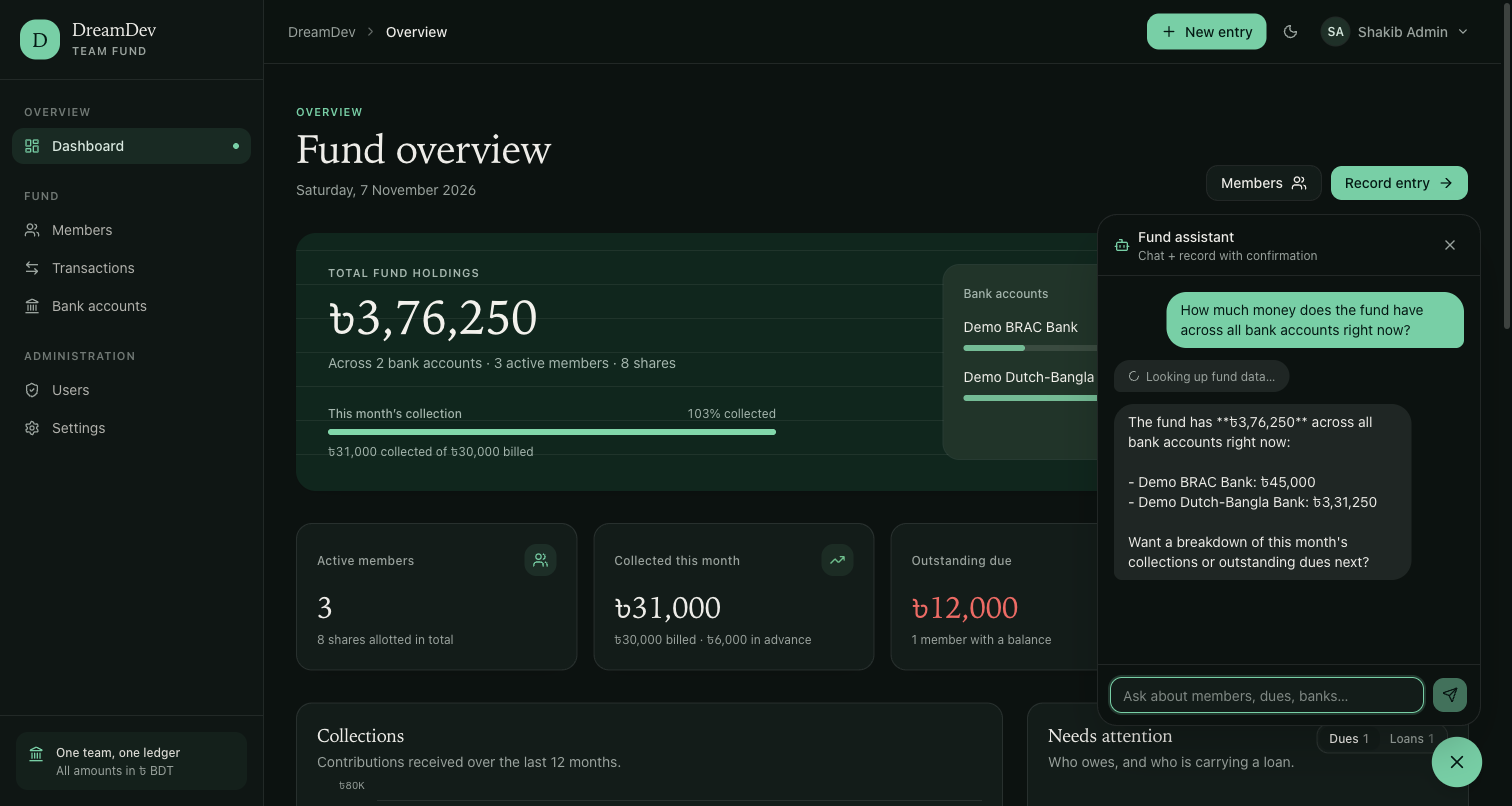 D
DreamDev
TEAM FUND
OVERVIEW
Dashboard
FUND
Members
Transactions
Bank accounts
ADMINISTRATION
Users
Settings
One team, one ledger
All amounts in ৳ BDT
DreamDev > Overview
New entry
SA Shakib Admin
OVERVIEW
Fund overview
Saturday, 7 November 2026
Members
Record entry
TOTAL FUND HOLDINGS
৳3,76,250
Across 2 bank accounts · 3 active members · 8 shares
This month's collection 103% collected
৳31,000 collected of ৳30,000 billed
Bank accounts
Demo BRAC Bank
Demo Dutch-Bangla
Active members
3
8 shares allotted in total
Collected this month
৳31,000
৳30,000 billed · ৳6,000 in advance
Outstanding due
৳12,000
1 member with a balance
Collections
Contributions received over the last 12 months.
৳80K
Needs attention
Who owes, and who is carrying a loan.
Dues 1 Loans 1
Fund assistant
Chat + record with confirmation
How much money does the fund have
across all bank accounts right now?
Looking up fund data...
The fund has **৳3,76,250** across all
bank accounts right now:
- Demo BRAC Bank: ৳45,000
- Demo Dutch-Bangla Bank: ৳3,31,250
Want a breakdown of this month's
collections or outstanding dues next?
Ask about members, dues, banks...